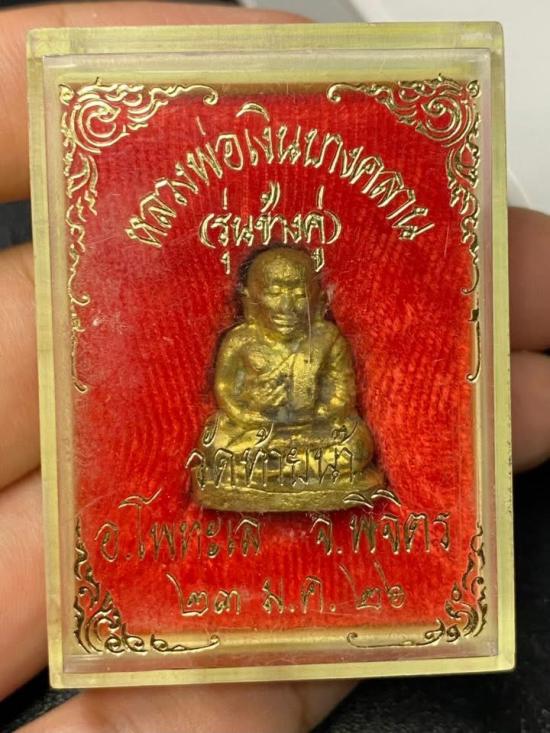 หลวงพ่อเงินบางคลาน
(รุ่นช้างคู่)
วัดท้ายน้ำ
อ.โพทะเล จ.พิจิตร
๒๓ ม.ค. ๒๖